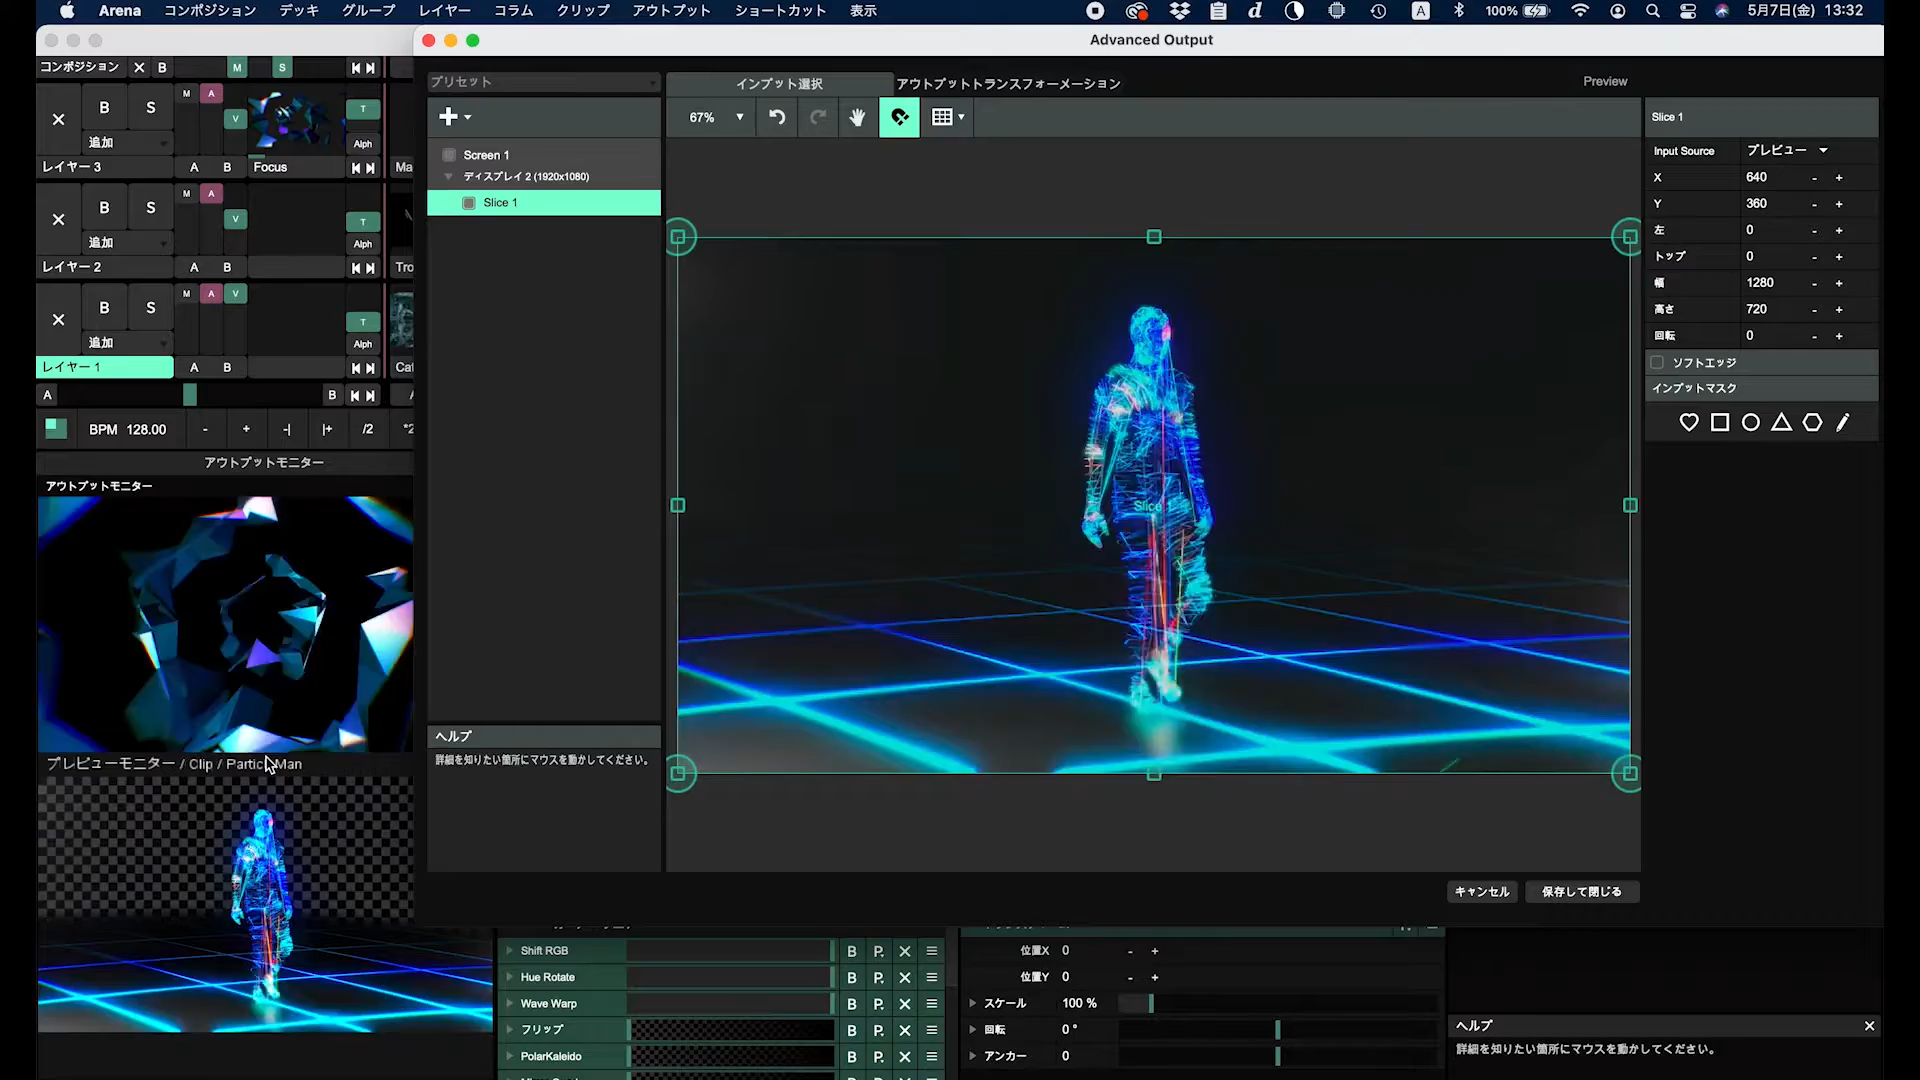 Arena コンポジション デッキ グループ レイヤー コラム クリップ アウトプット ショートカット 表示 A 100% 5月7日(金) 13:32
Advanced Output
コンポジション B M S
プリセット
インプット選択 アウトプットトランスフォーメーション Preview
B S M A V T Alph
追加
レイヤー 3 A B Focus Ma
67%
Slice 1
Screen 1
ディスプレイ 2 (1920x1080)
Slice 1
Input Source プレビュー
X 640 - +
Y 360 - +
左 0 - +
トップ 0 - +
幅 1280 - +
高さ 720 - +
回転 0 - +
ソフトエッジ
インプットマスク
B S M A V T Alph
追加
レイヤー 2 A B Tro
B S M A V T Alph
追加
レイヤー 1 A B Cat
A B
BPM 128.00 - + -| |+ /2 *2
アウトプットモニター
アウトプットモニター
Slice 1
ヘルプ
詳細を知りたい箇所にマウスを動かしてください。
プレビューモニター / Clip / Partic Man
キャンセル 保存して閉じる
Shift RGB B P.
Hue Rotate B P.
Wave Warp B P.
フリップ B P.
PolarKaleido B P.
位置X 0 - +
位置Y 0 - +
スケール 100 %
回転 0 °
アンカー 0
ヘルプ
詳細を知りたい箇所にマウスを動かしてください。